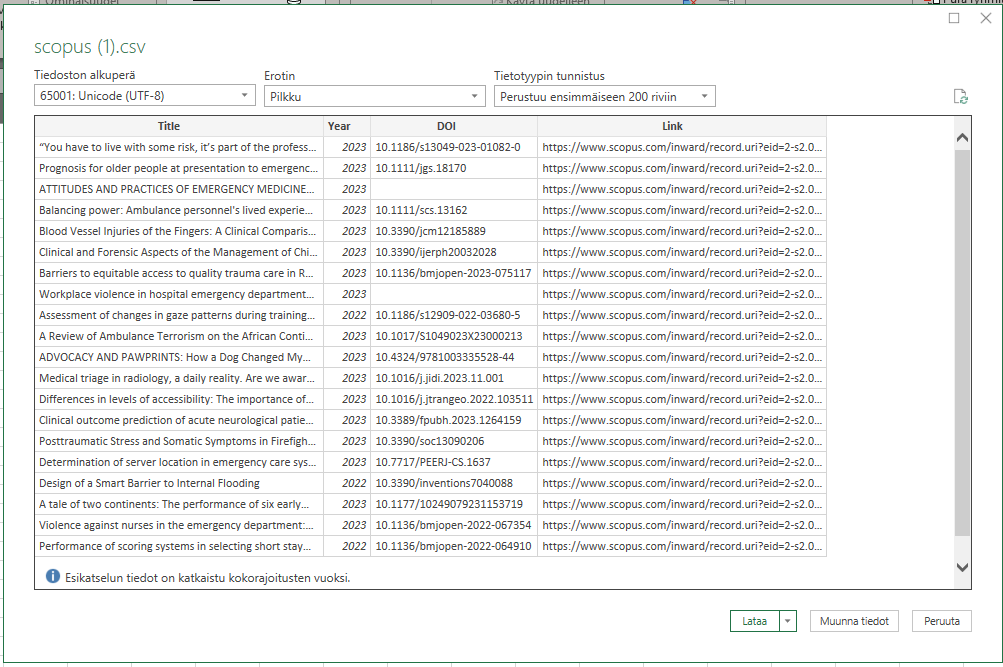 Ominaisuudet
Käytä uudelleen
scopus (1).csv
Tiedoston alkuperä Erotin Tietotyypin tunnistus
65001: Unicode (UTF-8) Pilkku Perustuu ensimmäiseen 200 riviin
Title Year DOI Link
“You have to live with some risk, it’s part of the profess... 2023 10.1186/s13049-023-01082-0 https://www.scopus.com/inward/record.uri?eid=2-s2.0...
Prognosis for older people at presentation to emergenc... 2023 10.1111/jgs.18170 https://www.scopus.com/inward/record.uri?eid=2-s2.0...
ATTITUDES AND PRACTICES OF EMERGENCY MEDICINE... 2023 https://www.scopus.com/inward/record.uri?eid=2-s2.0...
Balancing power: Ambulance personnel's lived experie... 2023 10.1111/scs.13162 https://www.scopus.com/inward/record.uri?eid=2-s2.0...
Blood Vessel Injuries of the Fingers: A Clinical Comparis... 2023 10.3390/jcm12185889 https://www.scopus.com/inward/record.uri?eid=2-s2.0...
Clinical and Forensic Aspects of the Management of Chi... 2023 10.3390/ijerph20032028 https://www.scopus.com/inward/record.uri?eid=2-s2.0...
Barriers to equitable access to quality trauma care in R... 2023 10.1136/bmjopen-2023-075117 https://www.scopus.com/inward/record.uri?eid=2-s2.0...
Workplace violence in hospital emergency department... 2023 https://www.scopus.com/inward/record.uri?eid=2-s2.0...
Assessment of changes in gaze patterns during training... 2022 10.1186/s12909-022-03680-5 https://www.scopus.com/inward/record.uri?eid=2-s2.0...
A Review of Ambulance Terrorism on the African Conti... 2023 10.1017/S1049023X23000213 https://www.scopus.com/inward/record.uri?eid=2-s2.0...
ADVOCACY AND PAWPRINTS: How a Dog Changed My... 2023 10.4324/9781003335528-44 https://www.scopus.com/inward/record.uri?eid=2-s2.0...
Medical triage in radiology, a daily reality. Are we awar... 2023 10.1016/j.jidi.2023.11.001 https://www.scopus.com/inward/record.uri?eid=2-s2.0...
Differences in levels of accessibility: The importance of... 2023 10.1016/j.jtrangeo.2022.103511 https://www.scopus.com/inward/record.uri?eid=2-s2.0...
Clinical outcome prediction of acute neurological patie... 2023 10.3389/fpubh.2023.1264159 https://www.scopus.com/inward/record.uri?eid=2-s2.0...
Posttraumatic Stress and Somatic Symptoms in Firefigh... 2023 10.3390/soc13090206 https://www.scopus.com/inward/record.uri?eid=2-s2.0...
Determination of server location in emergency care sys... 2023 10.7717/PEERJ-CS.1637 https://www.scopus.com/inward/record.uri?eid=2-s2.0...
Design of a Smart Barrier to Internal Flooding 2022 10.3390/inventions7040088 https://www.scopus.com/inward/record.uri?eid=2-s2.0...
A tale of two continents: The performance of six early... 2023 10.1177/10249079231153719 https://www.scopus.com/inward/record.uri?eid=2-s2.0...
Violence against nurses in the emergency department:... 2023 10.1136/bmjopen-2022-067354 https://www.scopus.com/inward/record.uri?eid=2-s2.0...
Performance of scoring systems in selecting short stay... 2022 10.1136/bmjopen-2022-064910 https://www.scopus.com/inward/record.uri?eid=2-s2.0...
Esikatselun tiedot on katkaistu kokorajoitusten vuoksi.
Lataa Muunna tiedot Peruuta